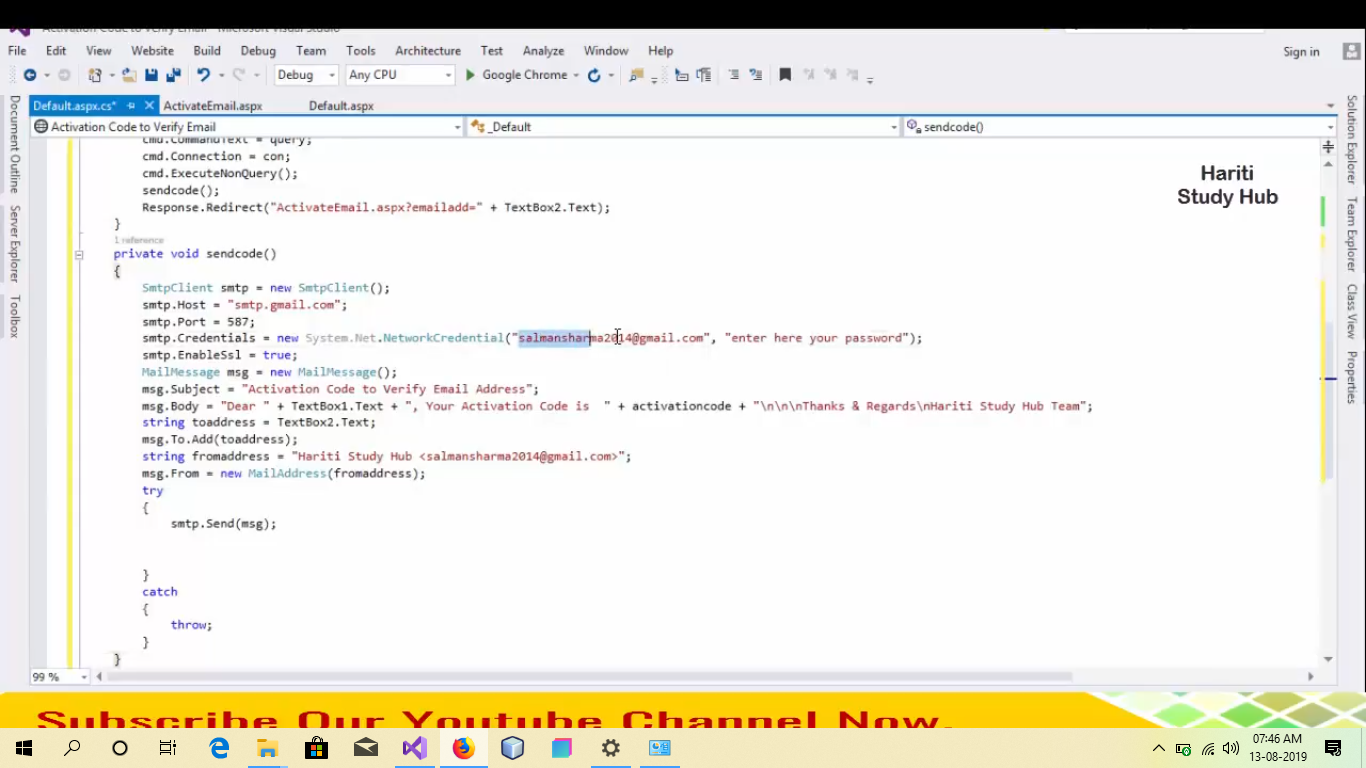 Activation Code to Verify Email - Microsoft Visual Studio
File Edit View Website Build Debug Team Tools Architecture Test Analyze Window Help
Sign in
Debug Any CPU Google Chrome
Default.aspx.cs* ActivateEmail.aspx Default.aspx
Activation Code to Verify Email _Default sendcode()
Document Outline
Server Explorer
Toolbox
Solution Explorer
Team Explorer
Class View
Properties
Hariti
Study Hub
cmd.CommandText = query;
cmd.Connection = con;
cmd.ExecuteNonQuery();
sendcode();
Response.Redirect("ActivateEmail.aspx?emailadd=" + TextBox2.Text);
}
1 reference
private void sendcode()
{
SmtpClient smtp = new SmtpClient();
smtp.Host = "smtp.gmail.com";
smtp.Port = 587;
smtp.Credentials = new System.Net.NetworkCredential("salmansharma2014@gmail.com", "enter here your password");
smtp.EnableSsl = true;
MailMessage msg = new MailMessage();
msg.Subject = "Activation Code to Verify Email Address";
msg.Body = "Dear " + TextBox1.Text + ", Your Activation Code is  " + activationcode + "\n\n\nThanks & Regards\nHariti Study Hub Team";
string toaddress = TextBox2.Text;
msg.To.Add(toaddress);
string fromaddress = "Hariti Study Hub <salmansharma2014@gmail.com>";
msg.From = new MailAddress(fromaddress);
try
{
smtp.Send(msg);
}
catch
{
throw;
}
}
99 %
Subscribe Our Youtube Channel Now.
07:46 AM
13-08-2019